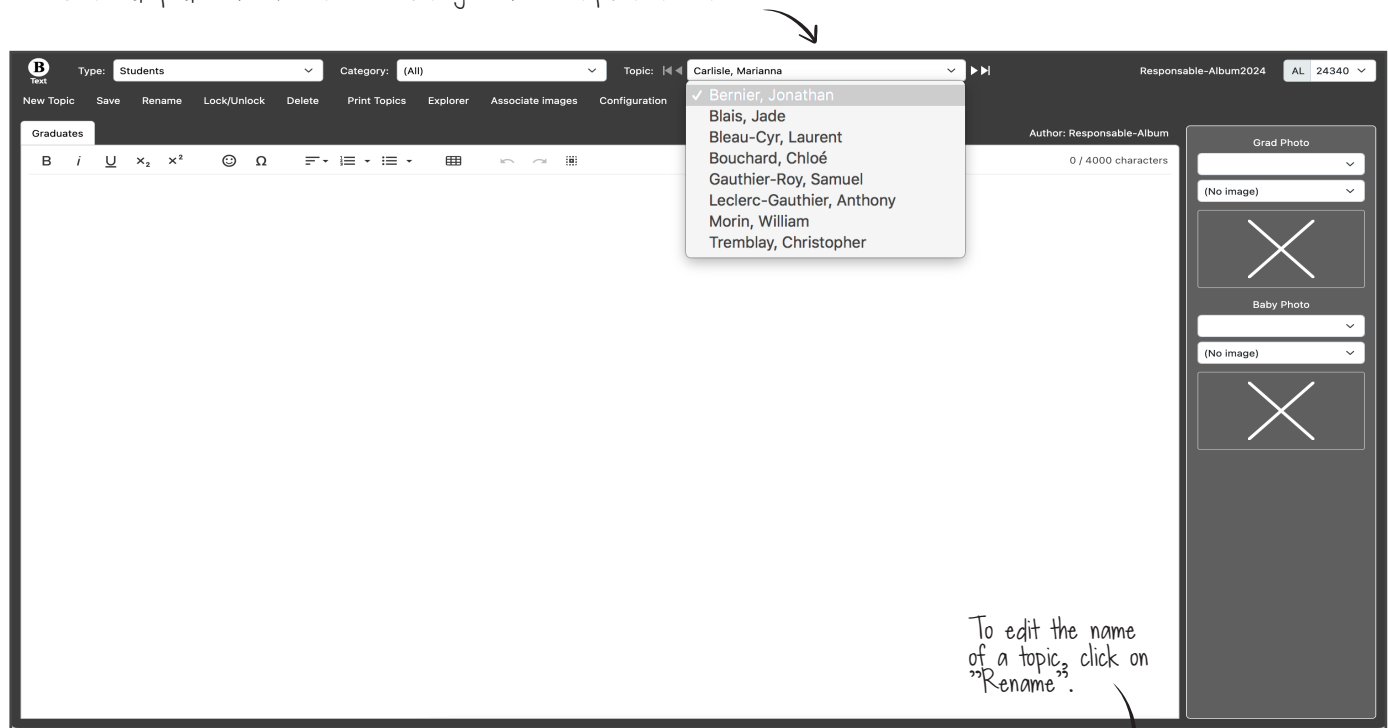 B
Text
Type: Students
Category: (All)
Topic: Carlisle, Marianna
Responsable-Album2024
AL 24340
New Topic Save Rename Lock/Unlock Delete Print Topics Explorer Associate images Configuration
✓ Bernier, Jonathan
Blais, Jade
Bleau-Cyr, Laurent
Bouchard, Chloé
Gauthier-Roy, Samuel
Leclerc-Gauthier, Anthony
Morin, William
Tremblay, Christopher
Graduates
Author: Responsable-Album
B i U ×₂ ×² Ω
0 / 4000 characters
Grad Photo
(No image)
Baby Photo
(No image)
To edit the name
of a topic, click on
”Rename”.